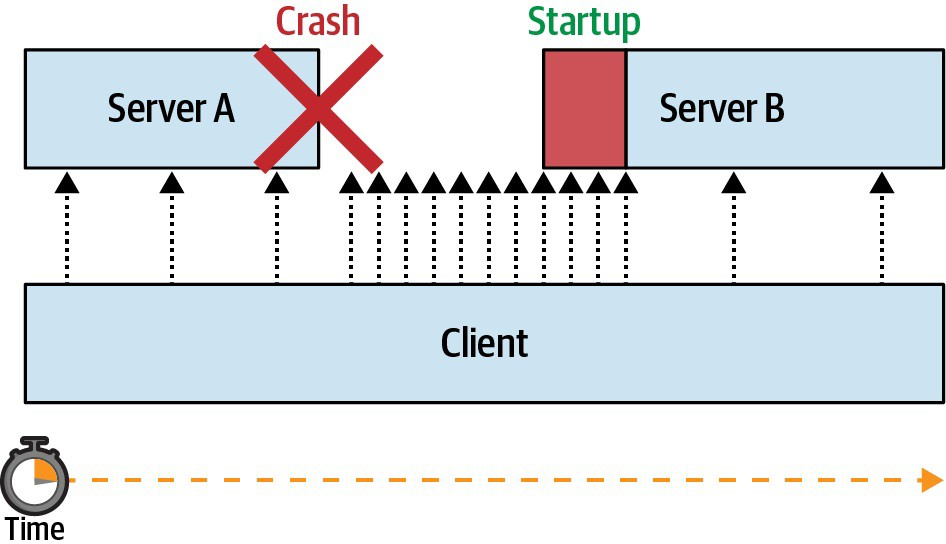 Crash
Startup
Server A
Server B
Client
Time